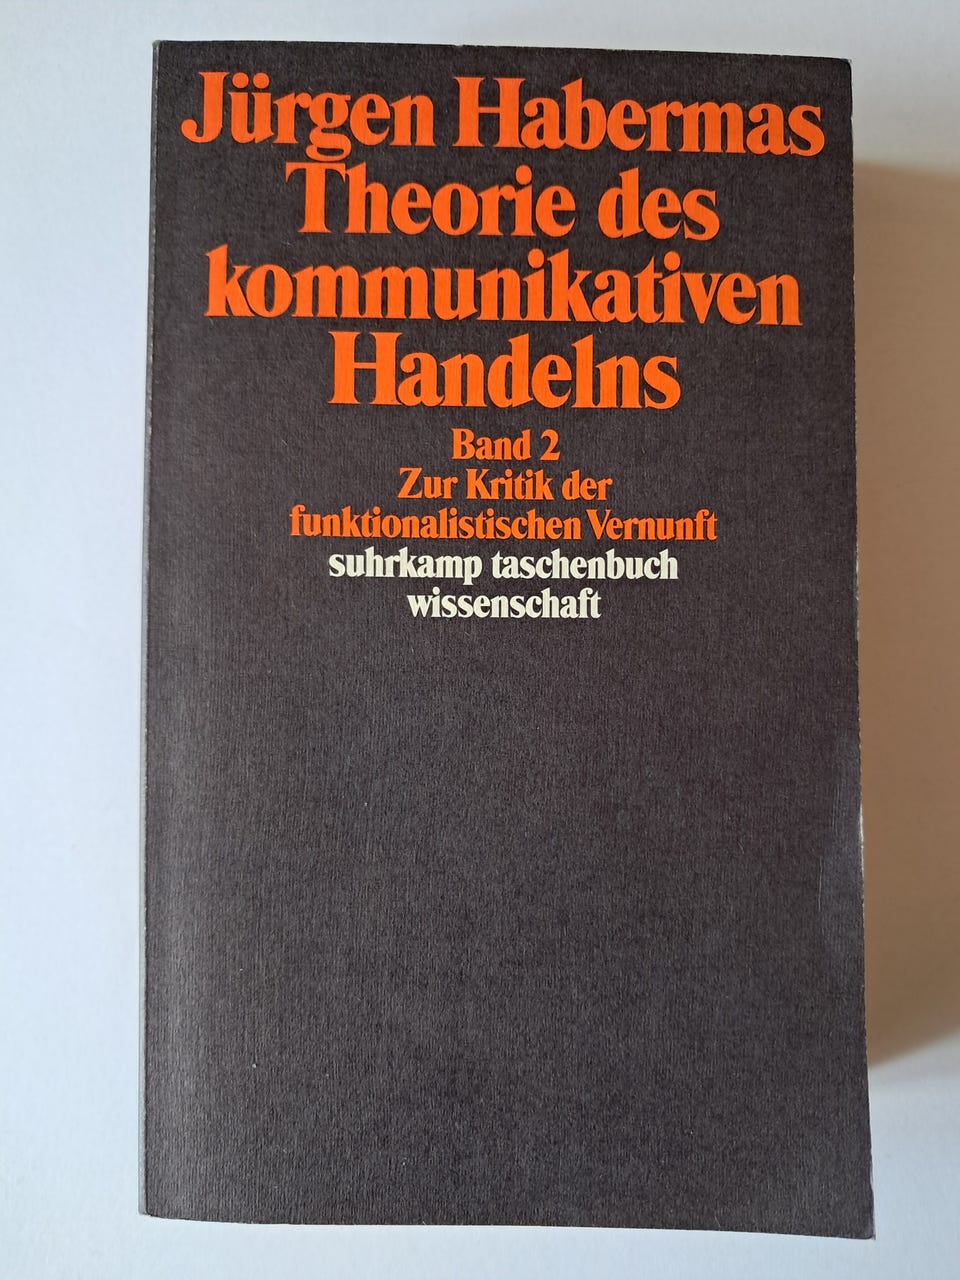 Jürgen Habermas
Theorie des
kommunikativen
Handelns
Band 2
Zur Kritik der
funktionalistischen Vernunft
suhrkamp taschenbuch
wissenschaft